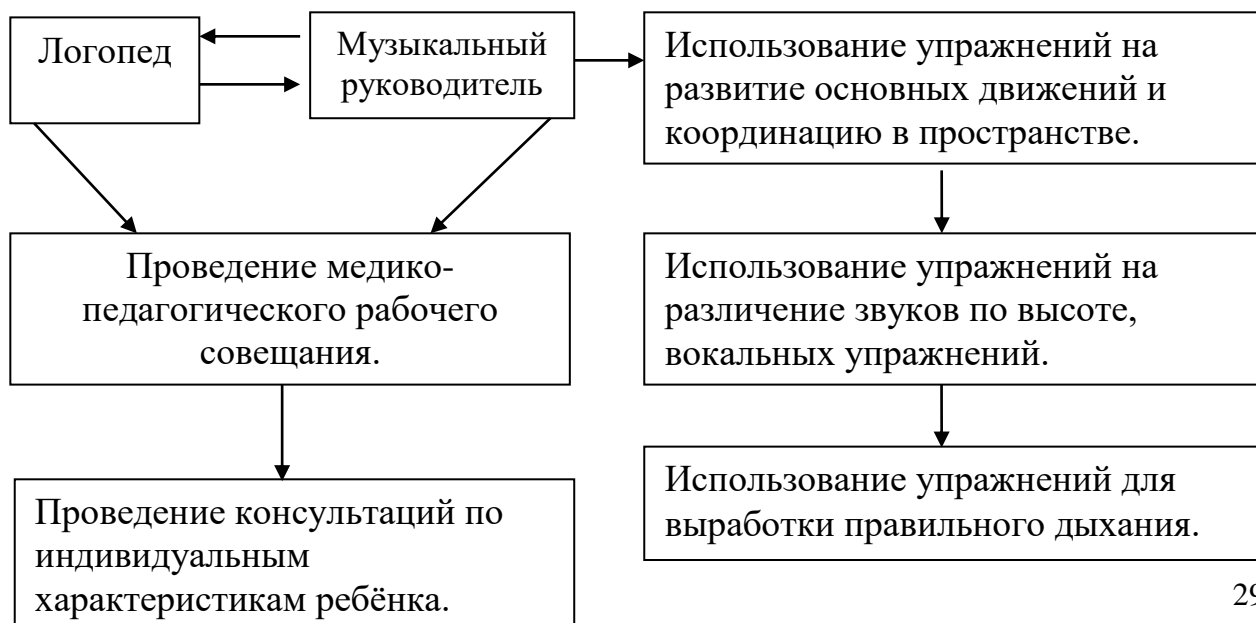 Логопед
Музыкальный
руководитель
Использование упражнений на
развитие основных движений и
координацию в пространстве.
Проведение медико-
педагогического рабочего
совещания.
Использование упражнений на
различение звуков по высоте,
вокальных упражнений.
Проведение консультаций по
индивидуальным
характеристикам ребёнка.
Использование упражнений для
выработки правильного дыхания.
29